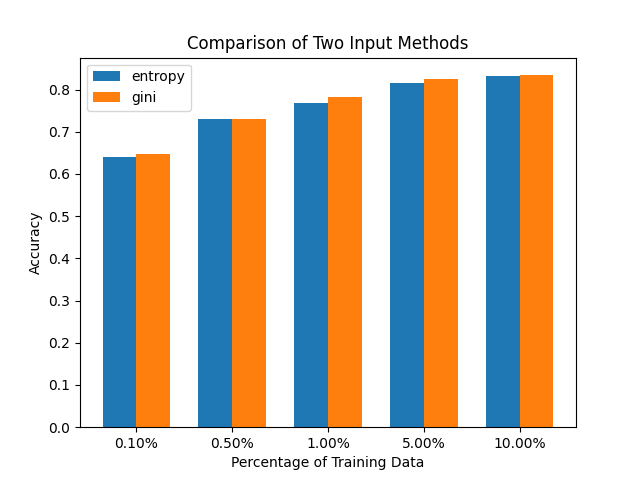 Comparison of Two Input Methods
entropy
gini
Accuracy
0.8
0.7
0.6
0.5
0.4
0.3
0.2
0.1
0.0
0.10% 0.50% 1.00% 5.00% 10.00%
Percentage of Training Data